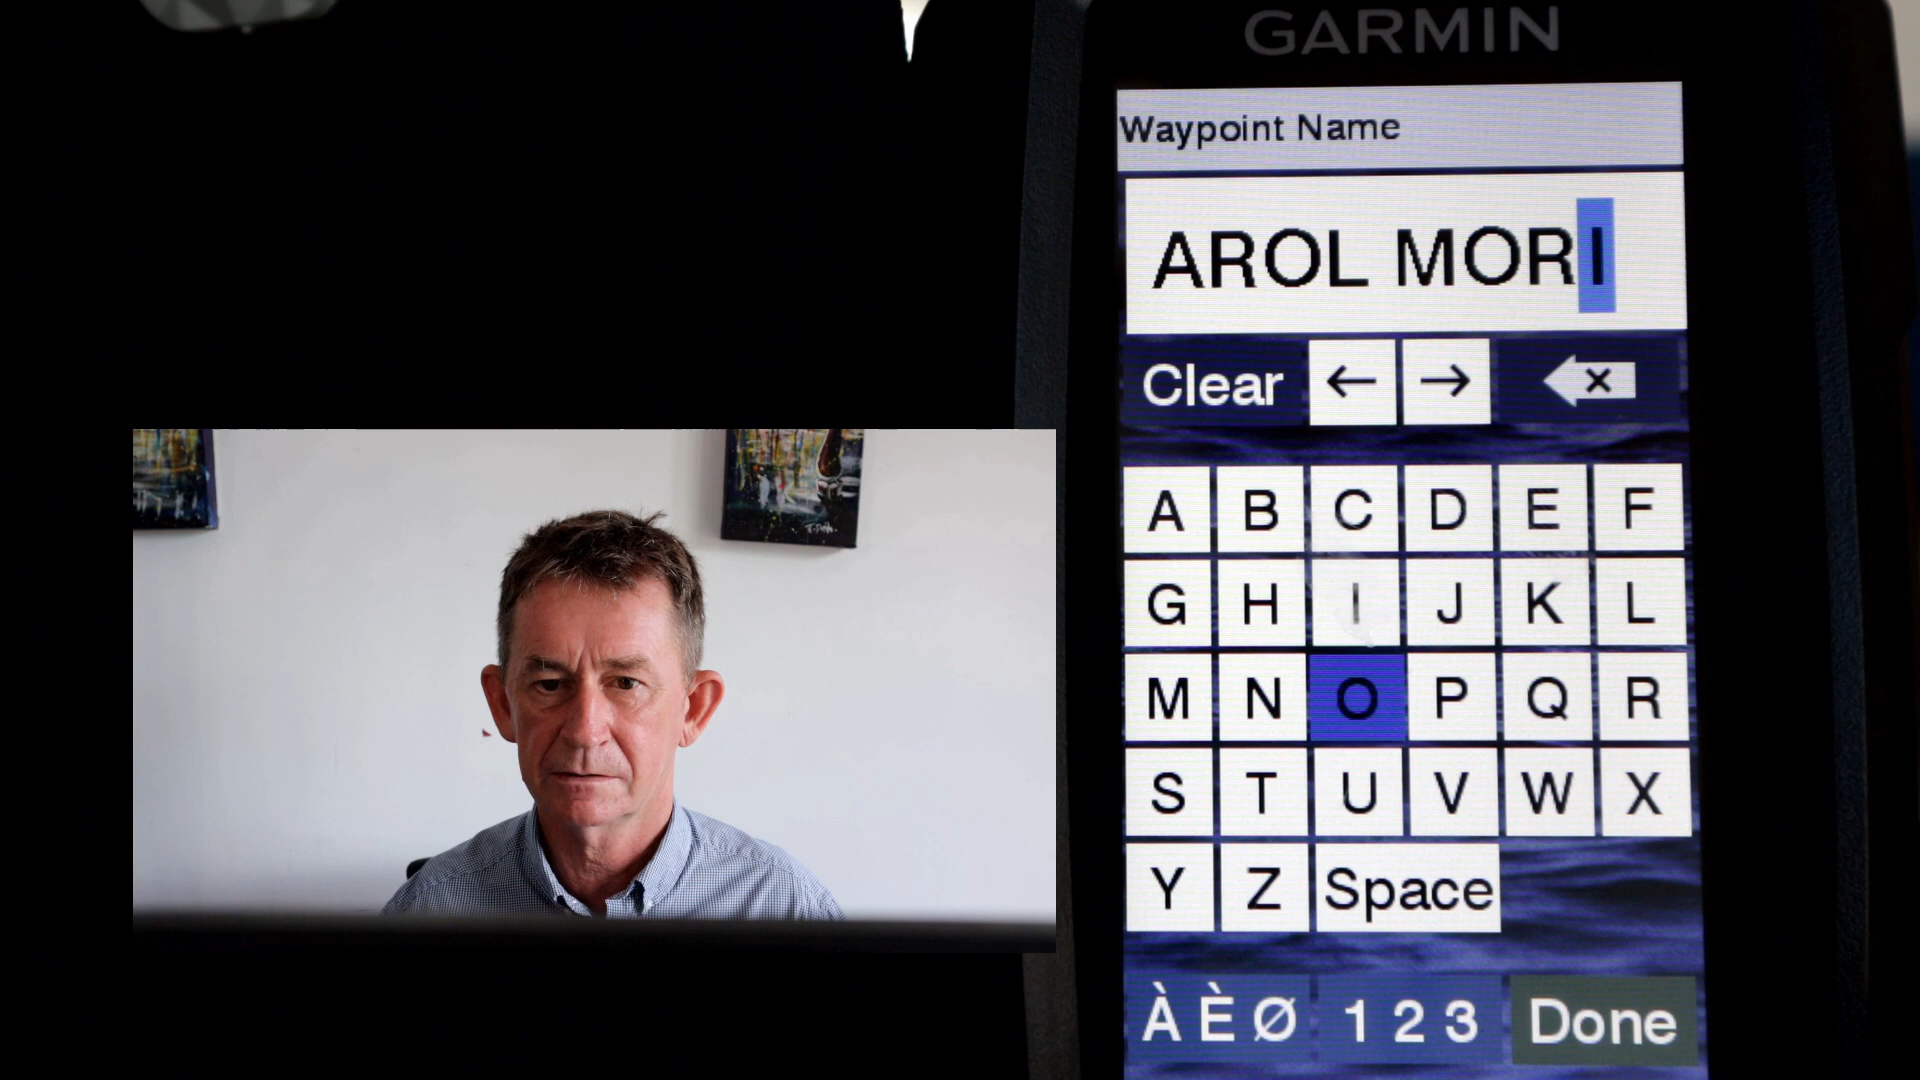 GARMIN
Waypoint Name
AROL MORI
Clear ← →
A B C D E F
G H I J K L
M N O P Q R
S T U V W X
Y Z Space
À È Ø 1 2 3 Done